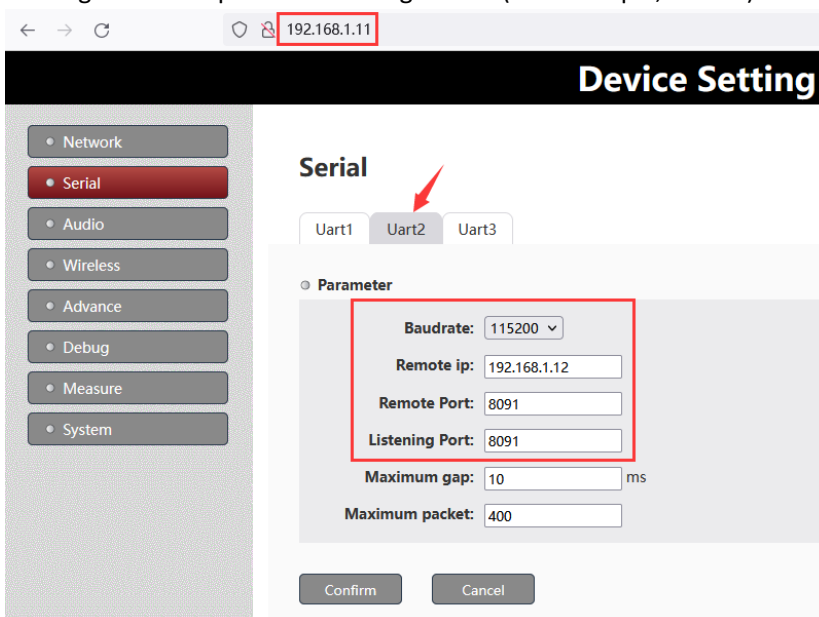 192.168.1.11
Device Setting
Network
Serial
Audio
Wireless
Advance
Debug
Measure
System
Serial
Uart1 Uart2 Uart3
Parameter
Baudrate: 115200
Remote ip: 192.168.1.12
Remote Port: 8091
Listening Port: 8091
Maximum gap: 10 ms
Maximum packet: 400
Confirm Cancel